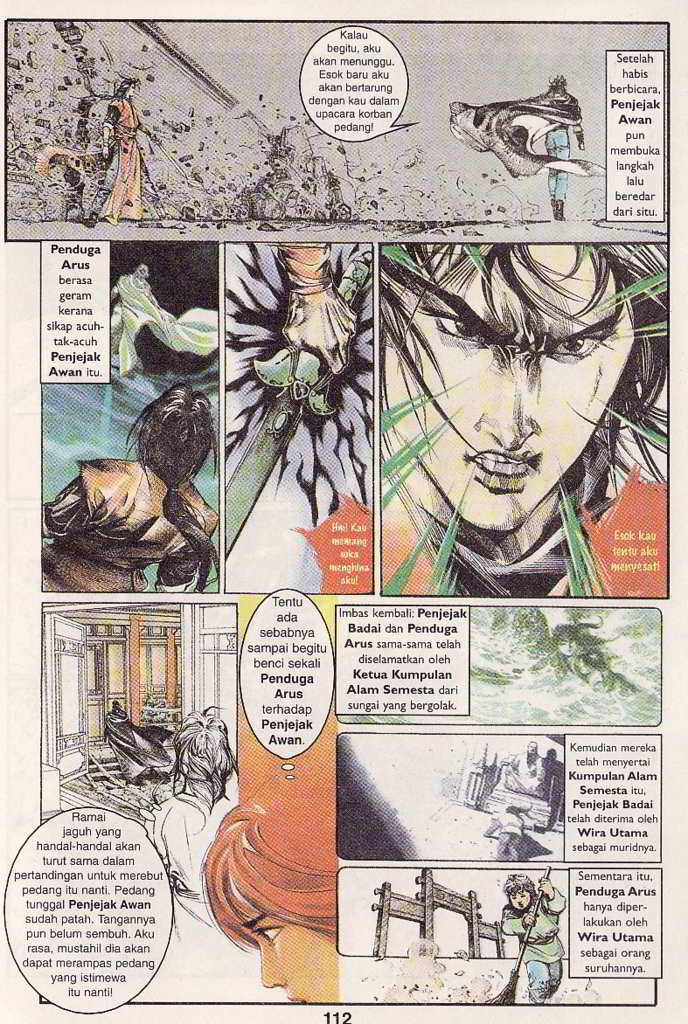 Kalau
begitu, aku
akan menunggu.
Esok baru aku
akan bertarung
dengan kau dalam
upacara korban
pedang!
Setelah
habis
berbicara,
Penjejak
Awan
pun
membuka
langkah
lalu
beredar
dari situ.
Penduga
Arus
berasa
geram
kerana
sikap acuh-
tak-acuh
Penjejak
Awan itu.
Hm! Kau
memang
suka
menghina
aku!
Esok kau
tentu aku
menyesat!
Tentu
ada
sebabnya
sampai begitu
benci sekali
Penduga
Arus
terhadap
Penjejak
Awan.
Ramai
jaguh yang
handal-handal akan
turut sama dalam
pertandingan untuk merebut
pedang itu nanti. Pedang
tunggal Penjejak Awan
sudah patah. Tangannya
pun belum sembuh. Aku
rasa, mustahil dia akan
dapat merampas pedang
yang istimewa
itu nanti!
Imbas kembali: Penjejak
Badai dan Penduga
Arus sama-sama telah
diselamatkan oleh
Ketua Kumpulan
Alam Semesta dari
sungai yang bergolak.
Kemudian mereka
telah menyertai
Kumpulan Alam
Semesta itu,
Penjejak Badai
telah diterima oleh
Wira Utama
sebagai muridnya.
Sementara itu,
Penduga Arus
hanya diper-
lakukan oleh
Wira Utama
sebagai orang
suruhannya.
112